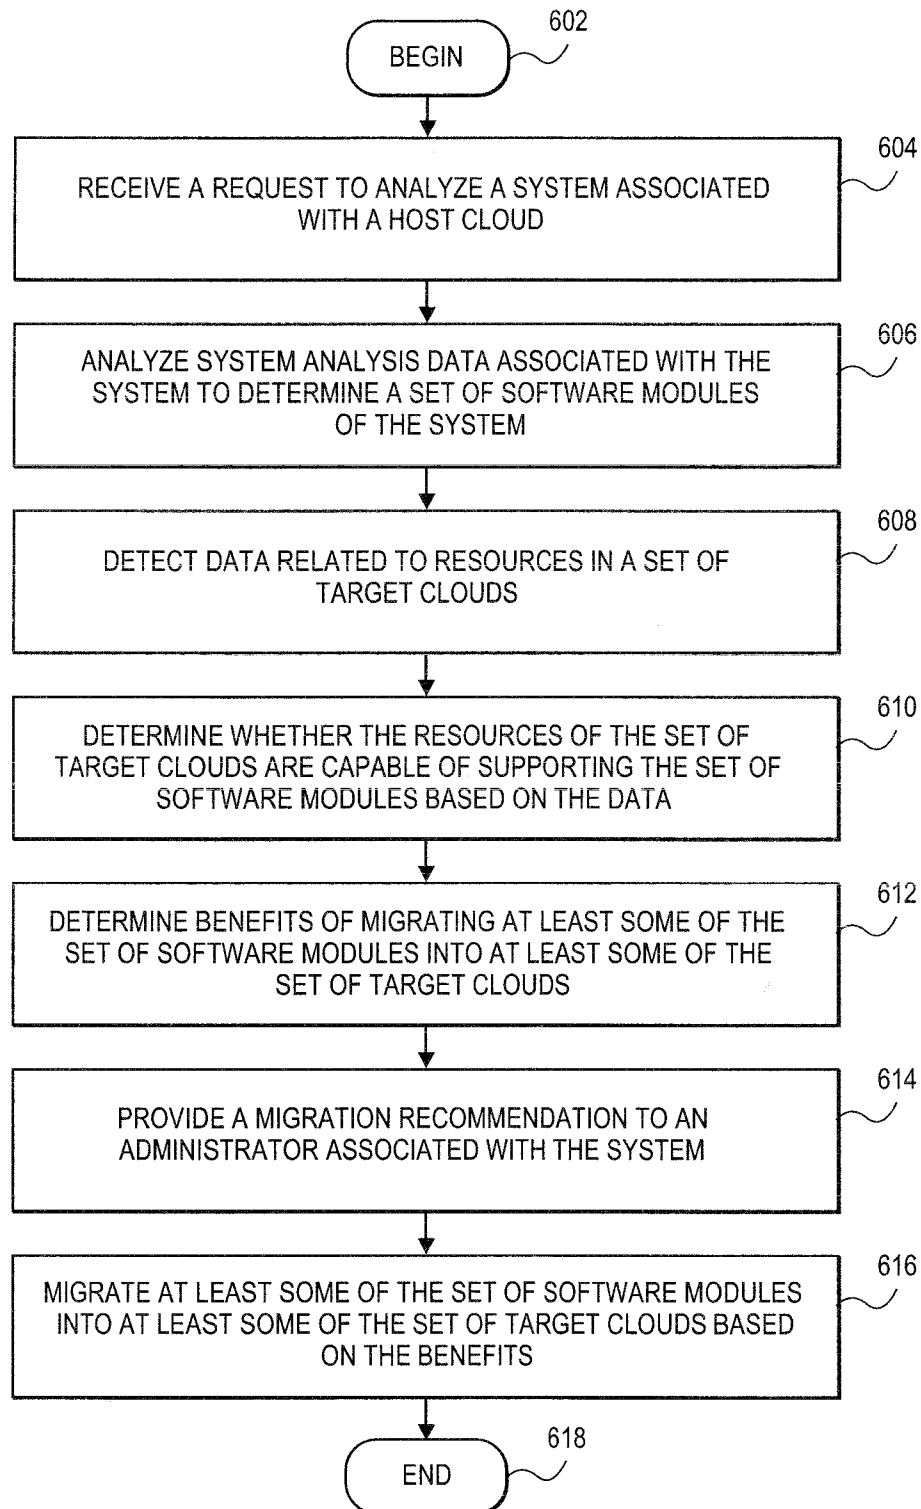 602
BEGIN
604
RECEIVE A REQUEST TO ANALYZE A SYSTEM ASSOCIATED
WITH A HOST CLOUD
606
ANALYZE SYSTEM ANALYSIS DATA ASSOCIATED WITH THE
SYSTEM TO DETERMINE A SET OF SOFTWARE MODULES
OF THE SYSTEM
608
DETECT DATA RELATED TO RESOURCES IN A SET OF
TARGET CLOUDS
610
DETERMINE WHETHER THE RESOURCES OF THE SET OF
TARGET CLOUDS ARE CAPABLE OF SUPPORTING THE SET OF
SOFTWARE MODULES BASED ON THE DATA
612
DETERMINE BENEFITS OF MIGRATING AT LEAST SOME OF THE
SET OF SOFTWARE MODULES INTO AT LEAST SOME OF THE
SET OF TARGET CLOUDS
614
PROVIDE A MIGRATION RECOMMENDATION TO AN
ADMINISTRATOR ASSOCIATED WITH THE SYSTEM
616
MIGRATE AT LEAST SOME OF THE SET OF SOFTWARE MODULES
INTO AT LEAST SOME OF THE SET OF TARGET CLOUDS BASED
ON THE BENEFITS
618
END